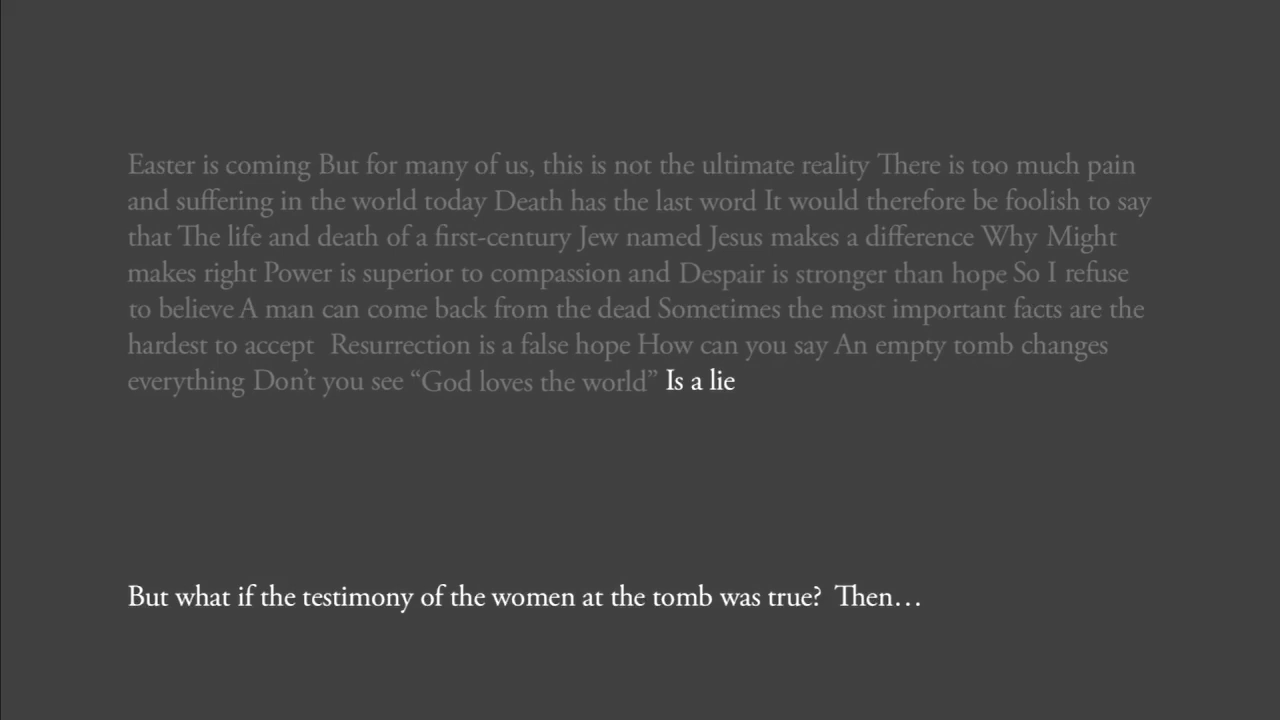 Easter is coming But for many of us, this is not the ultimate reality There is too much pain
and suffering in the world today Death has the last word It would therefore be foolish to say
that The life and death of a first-century Jew named Jesus makes a difference Why Might
makes right Power is superior to compassion and Despair is stronger than hope So I refuse
to believe A man can come back from the dead Sometimes the most important facts are the
hardest to accept Resurrection is a false hope How can you say An empty tomb changes
everything Don't you see “God loves the world” Is a lie
But what if the testimony of the women at the tomb was true? Then…